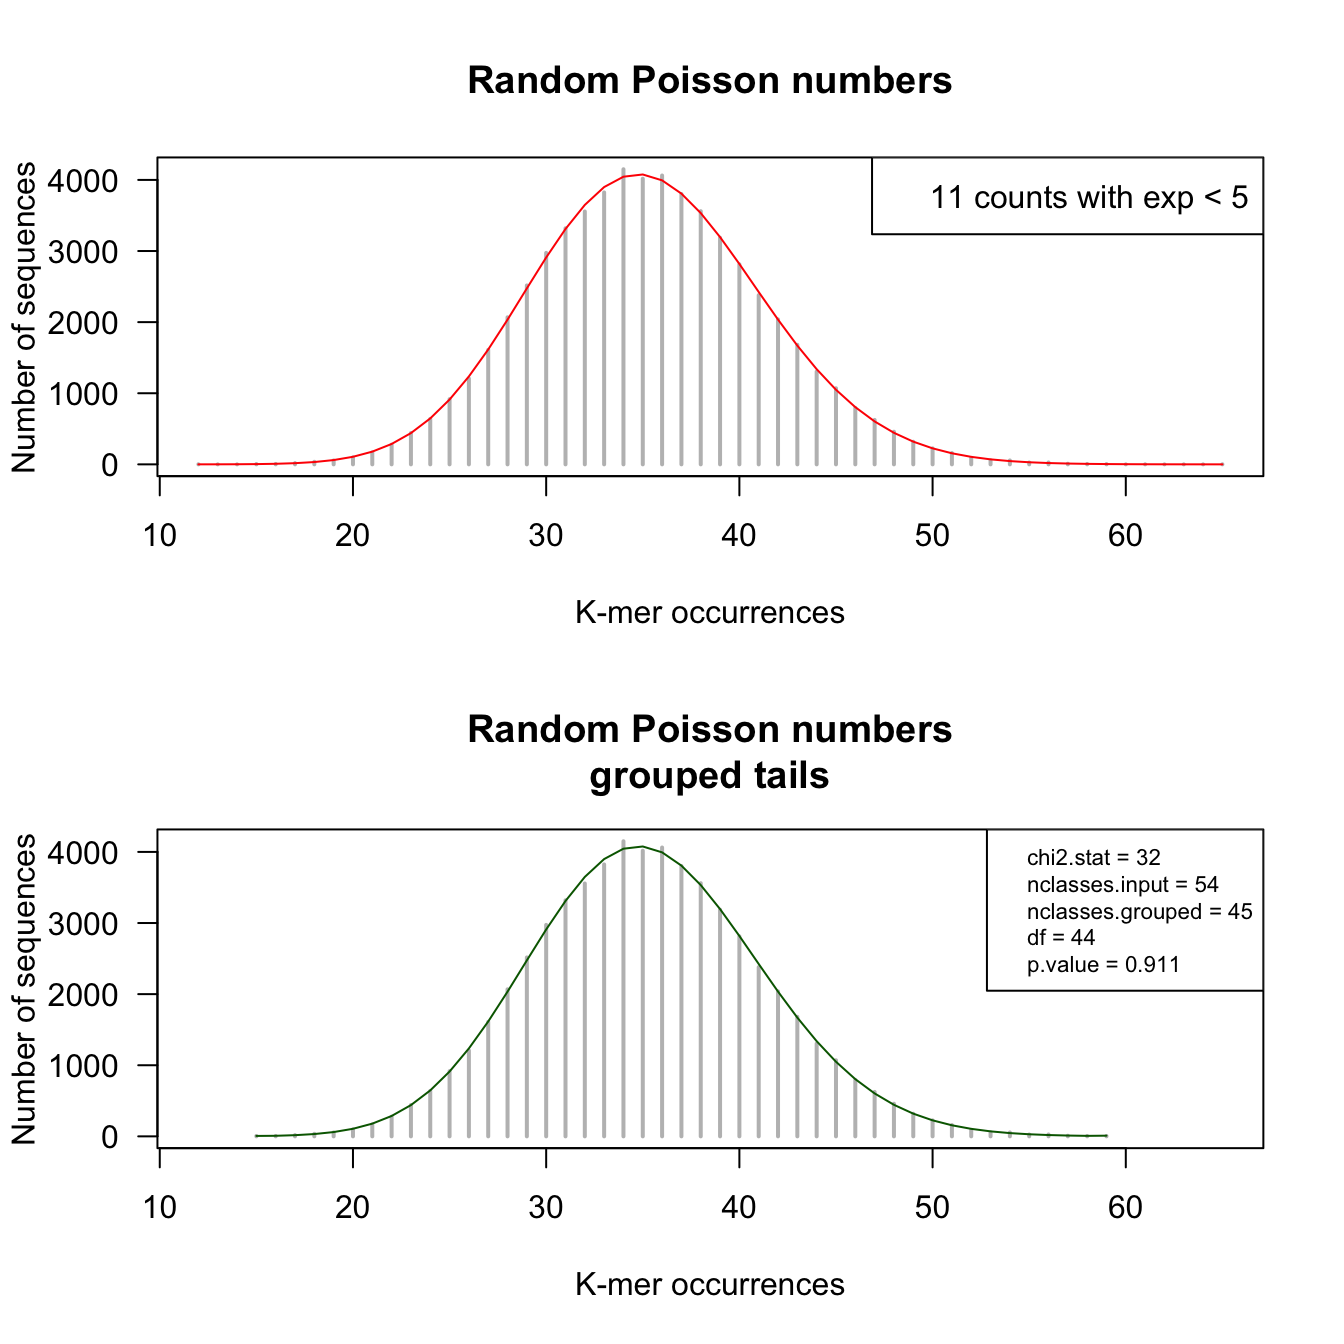 Random Poisson numbers
11 counts with exp < 5
Number of sequences
4000
3000
2000
1000
0
10 20 30 40 50 60
K-mer occurrences
Random Poisson numbers
grouped tails
chi2.stat = 32
nclasses.input = 54
nclasses.grouped = 45
df = 44
p.value = 0.911
Number of sequences
4000
3000
2000
1000
0
10 20 30 40 50 60
K-mer occurrences